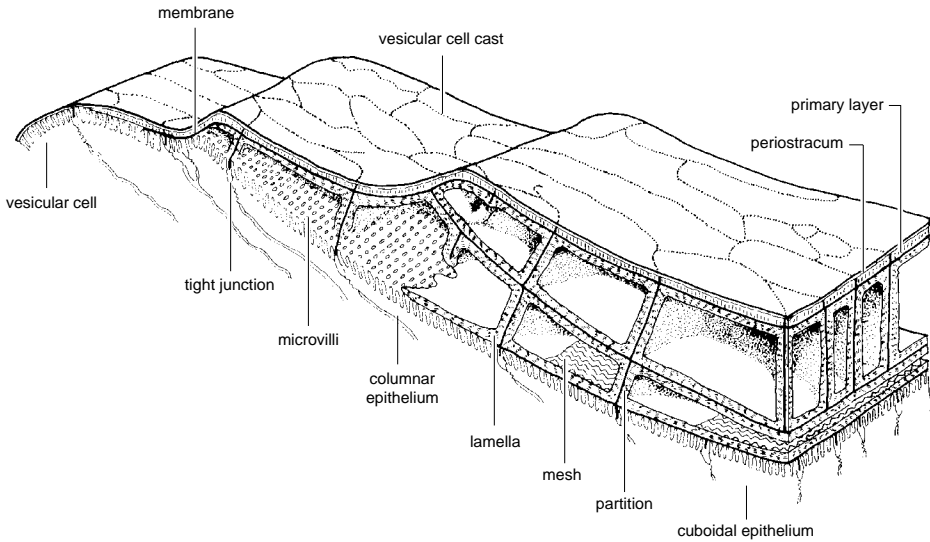 membrane
vesicular cell cast
primary layer
periostracum
vesicular cell
tight junction
microvilli
columnar
epithelium
lamella
mesh
partition
cuboidal epithelium